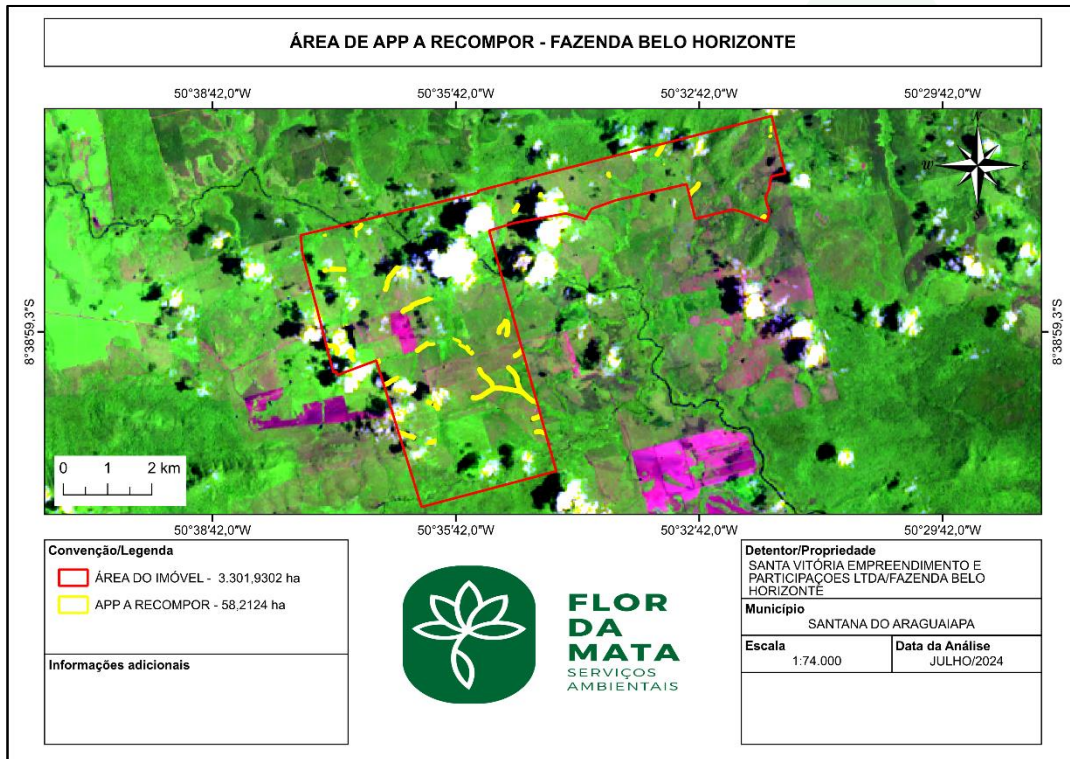 ÁREA DE APP A RECOMPOR - FAZENDA BELO HORIZONTE
50°38'42,0"W
50°35'42,0"W
50°32'42,0"W
50°29'42,0"W
W
E
8°38'59,3"S
8°38'59,3"S
0 1 2 km
50°38'42,0"W
50°35'42,0"W
50°32'42,0"W
50°29'42,0"W
Convenção/Legenda
ÁREA DO IMÓVEL - 3.301,9302 ha
APP A RECOMPOR - 58,2124 ha
Informações adicionais
FLOR
DA
MATA
SERVIÇOS
AMBIENTAIS
Detentor/Propriedade
SANTA VITÓRIA EMPREENDIMENTO E
PARTICIPAÇOES LTDA/FAZENDA BELO
HORIZONTE
Município
SANTANA DO ARAGUAIAPA
Escala
1:74.000
Data da Análise
JULHO/2024